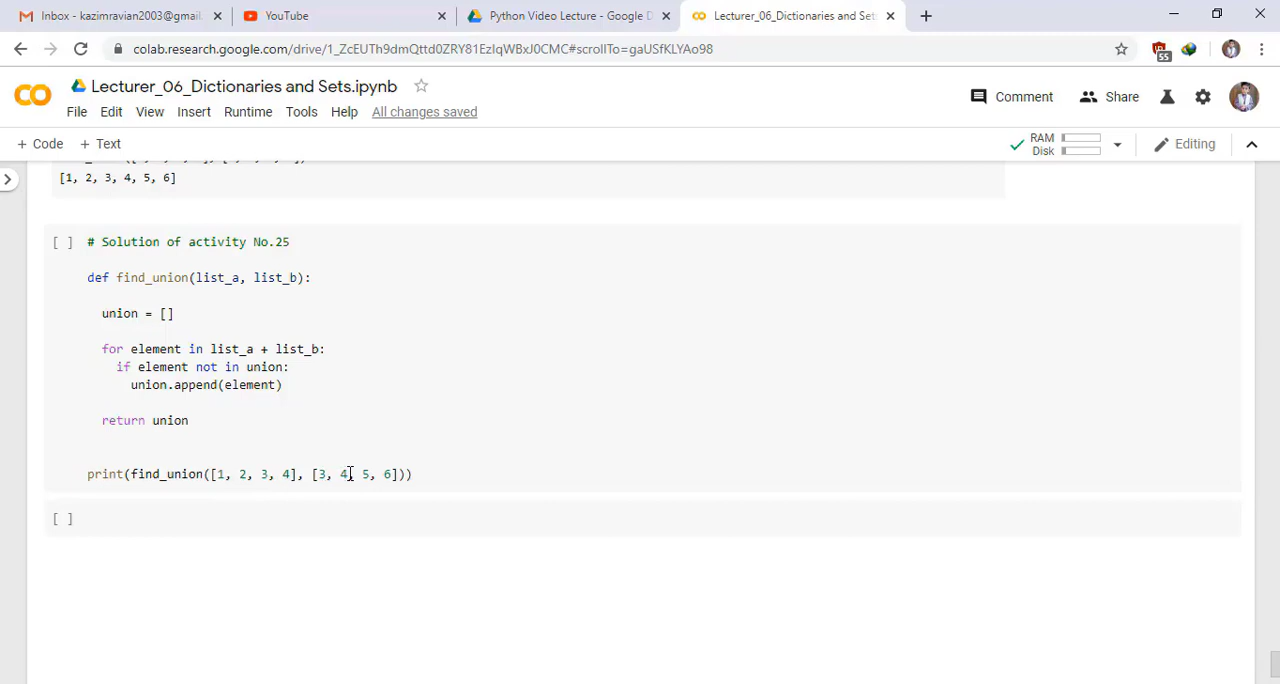 Inbox - kazimravian2003@gmail. YouTube Python Video Lecture - Google D Lecturer_06_Dictionaries and Sets.
colab.research.google.com/drive/1_ZcEUTh9dmQttd0ZRY81EzIqWBxJ0CMC#scrollTo=gaUSfKLYAo98
55
CO Lecturer_06_Dictionaries and Sets.ipynb
Comment Share
File Edit View Insert Runtime Tools Help All changes saved
+ Code + Text
RAM
Disk
Editing
[1, 2, 3, 4, 5, 6]
[ ] # Solution of activity No.25
def find_union(list_a, list_b):
union = []
for element in list_a + list_b:
if element not in union:
union.append(element)
return union
print(find_union([1, 2, 3, 4], [3, 4, 5, 6]))
[ ]